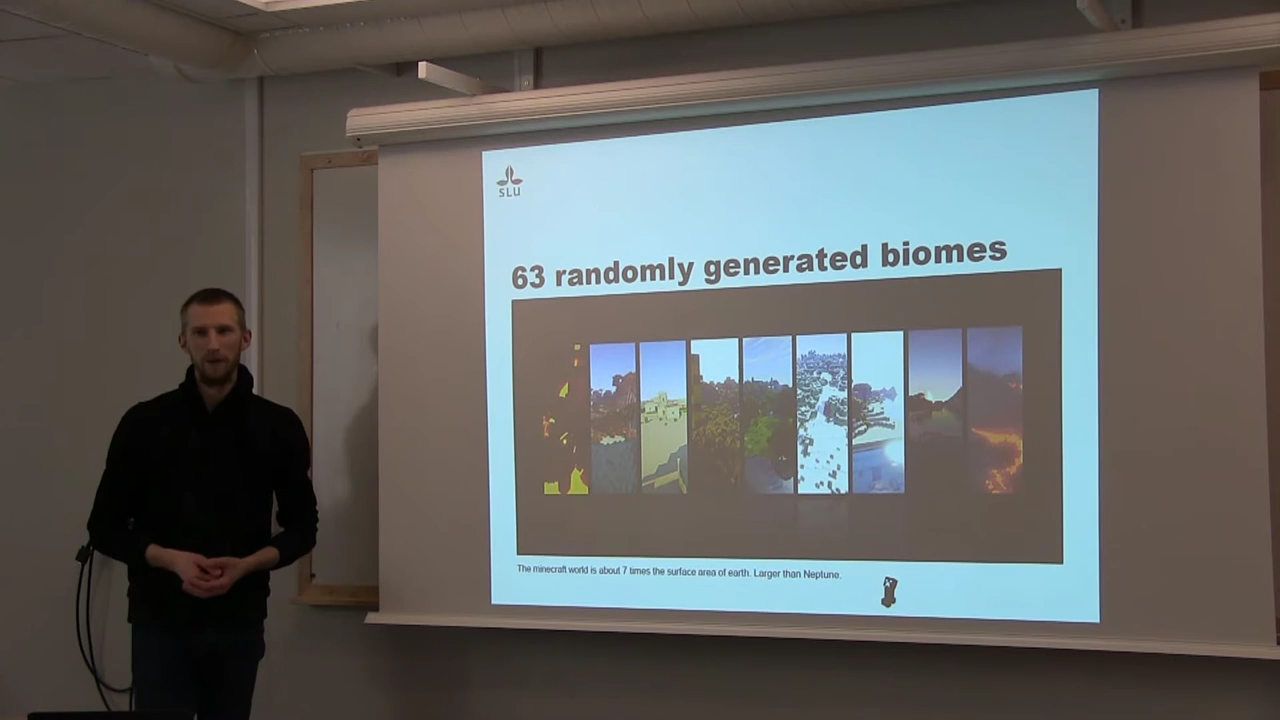 SLU
63 randomly generated biomes
The minecraft world is about 7 times the surface area of earth. Larger than Neptune.